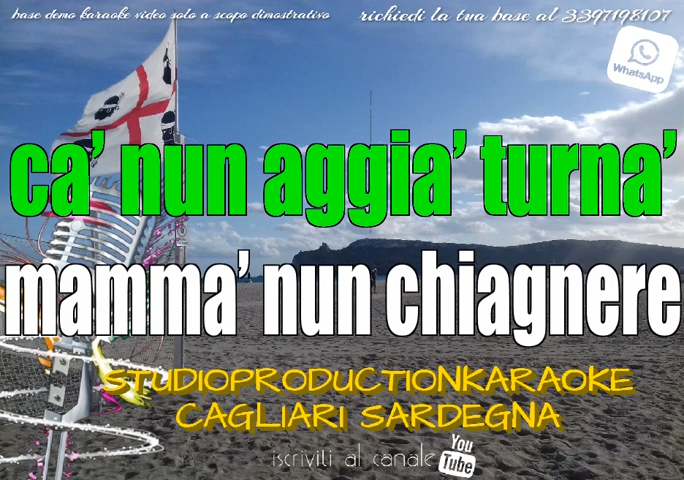 base demo karaoke video solo a scopo dimostrativo
richiedi la tua base al 3397198107
WhatsApp
ca' nun aggia' turna'
mamma' nun chiagnere
STUDIOPRODUCTIONKARAOKE
CAGLIARI SARDEGNA
iscriviti al canale You Tube